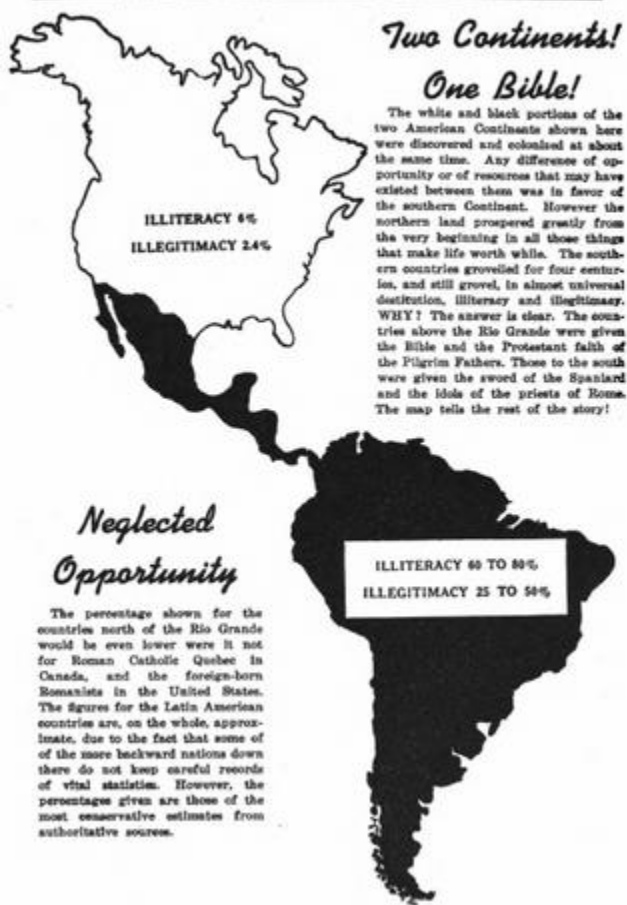 Two Continents!
One Bible!
The white and black portions of the
two American Continents shown here
were discovered and colonized at about
the same time. Any difference of op-
portunity or of resources that may have
existed between them was in favor of
the southern Continent. However the
northern land prospered greatly from
the very beginning in all those things
that make life worth while. The south-
ern countries grovelled for four centur-
ies, and still grovel, in almost universal
destitution, illiteracy and illegitimacy.
WHY? The answer is clear. The coun-
tries above the Rio Grande were given
the Bible and the Protestant faith of
the Pilgrim Fathers. Those to the south
were given the sword of the Spaniard
and the idols of the priests of Rome.
The map tells the rest of the story!
ILLITERACY 6%
ILLEGITIMACY 2.4%
Neglected
Opportunity
The percentage shown for the
countries north of the Rio Grande
would be even lower were it not
for Roman Catholic Quebec in
Canada, and the foreign-born
Romanists in the United States.
The figures for the Latin American
countries are, on the whole, approx-
imate, due to the fact that some of
of the more backward nations down
there do not keep careful records
of vital statistics. However, the
percentages given are those of the
most conservative estimates from
authoritative sources.
ILLITERACY 60 TO 80%
ILLEGITIMACY 25 TO 50%